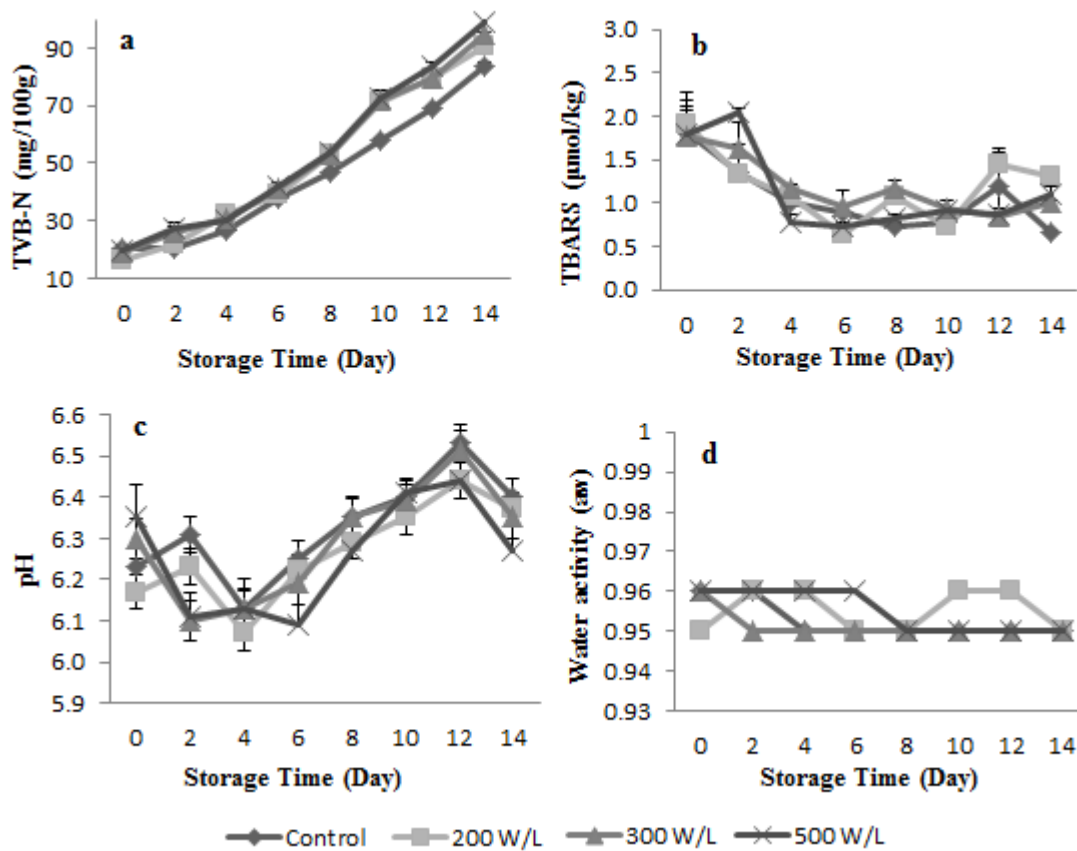 a
TVB-N (mg/100g)
90
70
50
30
10
0 2 4 6 8 10 12 14
Storage Time (Day)
b
TBARS (µmol/kg)
3.0
2.5
2.0
1.5
1.0
0.5
0.0
0 2 4 6 8 10 12 14
Storage Time (Day)
c
pH
6.6
6.5
6.4
6.3
6.2
6.1
6.0
5.9
0 2 4 6 8 10 12 14
Storage Time (Day)
d
Water activity (aw)
1
0.99
0.98
0.97
0.96
0.95
0.94
0.93
0 2 4 6 8 10 12 14
Storage Time (Day)
Control 200 W/L 300 W/L 500 W/L